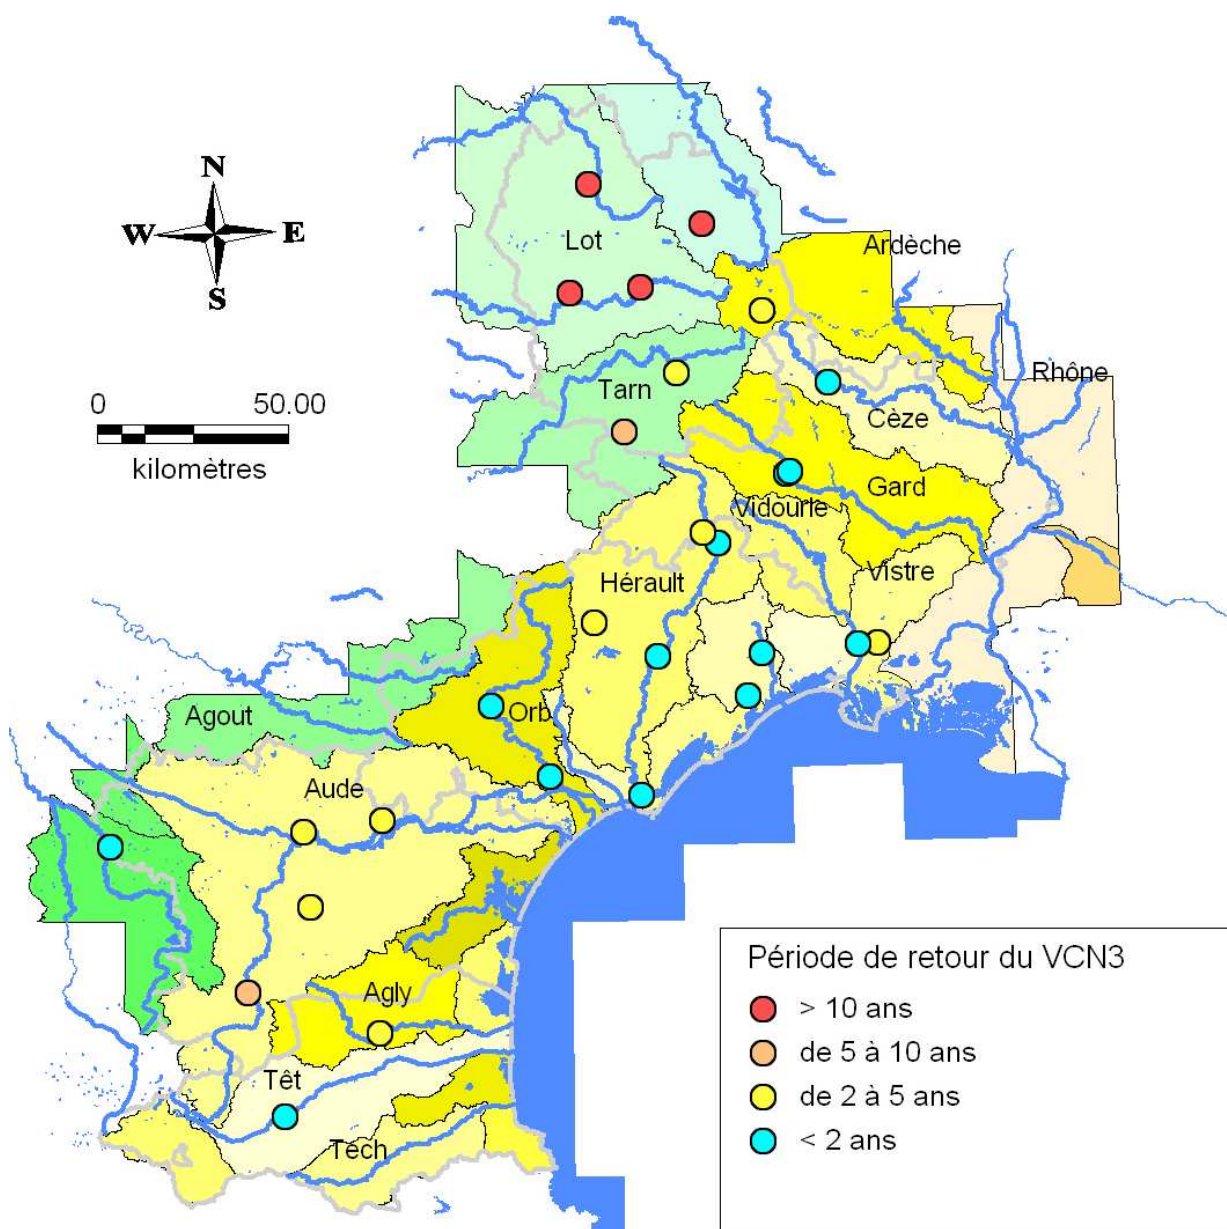 N
W E
S
Lot
Ardèche
0 50.00
kilomètres
Tarn
Rhône
Cèze
Gard
Vidourle
Vistre
Hérault
Agout
Orb
Aude
Agly
Têt
Tech
Période de retour du VCN3
> 10 ans
de 5 à 10 ans
de 2 à 5 ans
< 2 ans